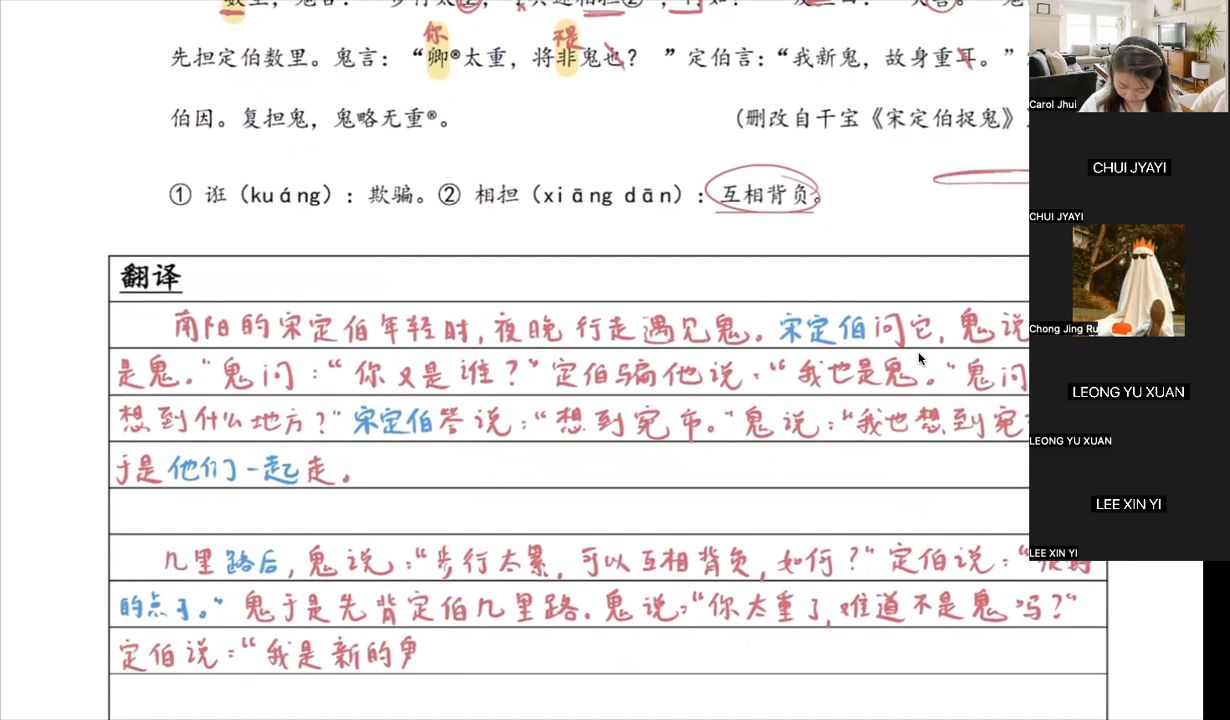 先担定伯数里。鬼言：“卿®太重，将非鬼也？ ”定伯言：“我新鬼，故身重耳。”
你
是
伯因。复担鬼，鬼略无重®。 （删改自干宝《宋定伯捉鬼》
① 诳（kuáng）：欺骗。② 相担（xiāng dān）：互相背负。
翻译
南阳的宋定伯年轻时，夜晚行走遇见鬼。宋定伯问它，鬼说
是鬼。”鬼问：“你又是谁？”定伯骗他说：“我也是鬼。”鬼问
想到什么地方？”宋定伯答说：“想到宛市。”鬼说：“我也想到宛
于是他们一起走。
几里路后，鬼说：“步行太累，可以互相背负，如何？”定伯说：“很好
的点子。”鬼于是先背定伯几里路。鬼说：“你太重了，难道不是鬼吗？”
定伯说：“我是新的鬼
Carol Jhui
CHUI JYAYI
CHUI JYAYI
Chong Jing Ru
LEONG YU XUAN
LEONG YU XUAN
LEE XIN YI
LEE XIN YI